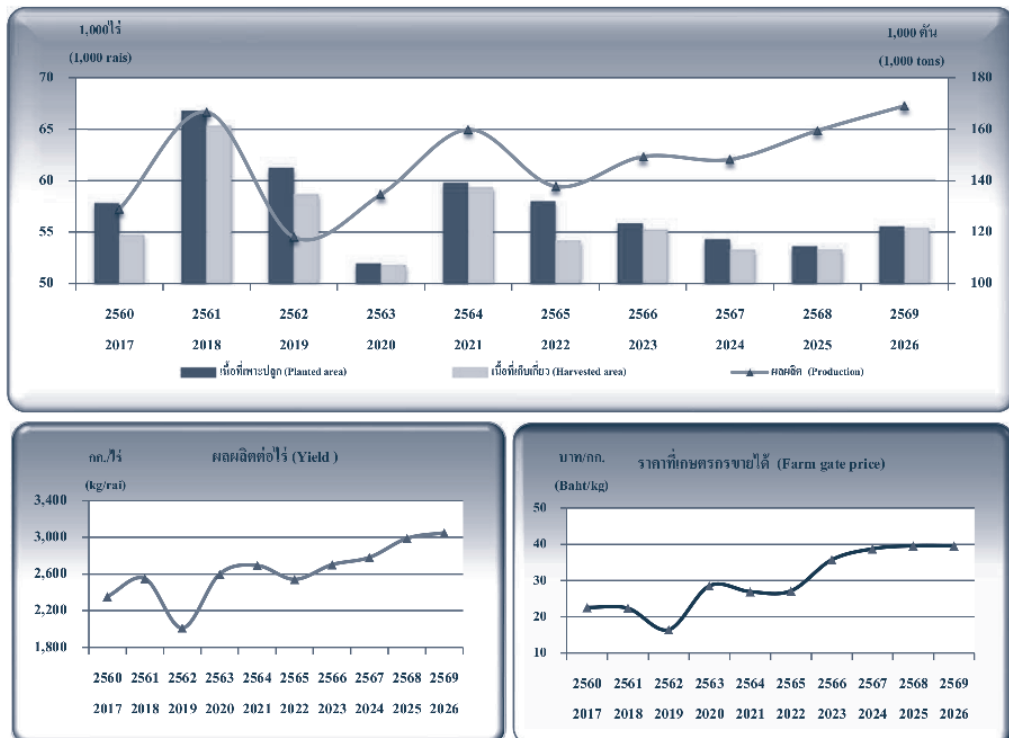 1,000ไร่ 1,000 ตัน
(1,000 rais) (1,000 tons)
70 180
65 160
60 140
55 120
50 100
2560 2561 2562 2563 2564 2565 2566 2567 2568 2569
2017 2018 2019 2020 2021 2022 2023 2024 2025 2026
เนื้อที่เพาะปลูก (Planted area) เนื้อที่เก็บเกี่ยว (Harvested area) ผลผลิต (Production)
กก./ไร่ ผลผลิตต่อไร่ (Yield )
(kg/rai)
3,400
3,000
2,600
2,200
1,800
2560 2561 2562 2563 2564 2565 2566 2567 2568 2569
2017 2018 2019 2020 2021 2022 2023 2024 2025 2026
บาท/กก. ราคาที่เกษตรกรขายได้ (Farm gate price)
(Baht/kg)
50
40
30
20
10
2560 2561 2562 2563 2564 2565 2566 2567 2568 2569
2017 2018 2019 2020 2021 2022 2023 2024 2025 2026